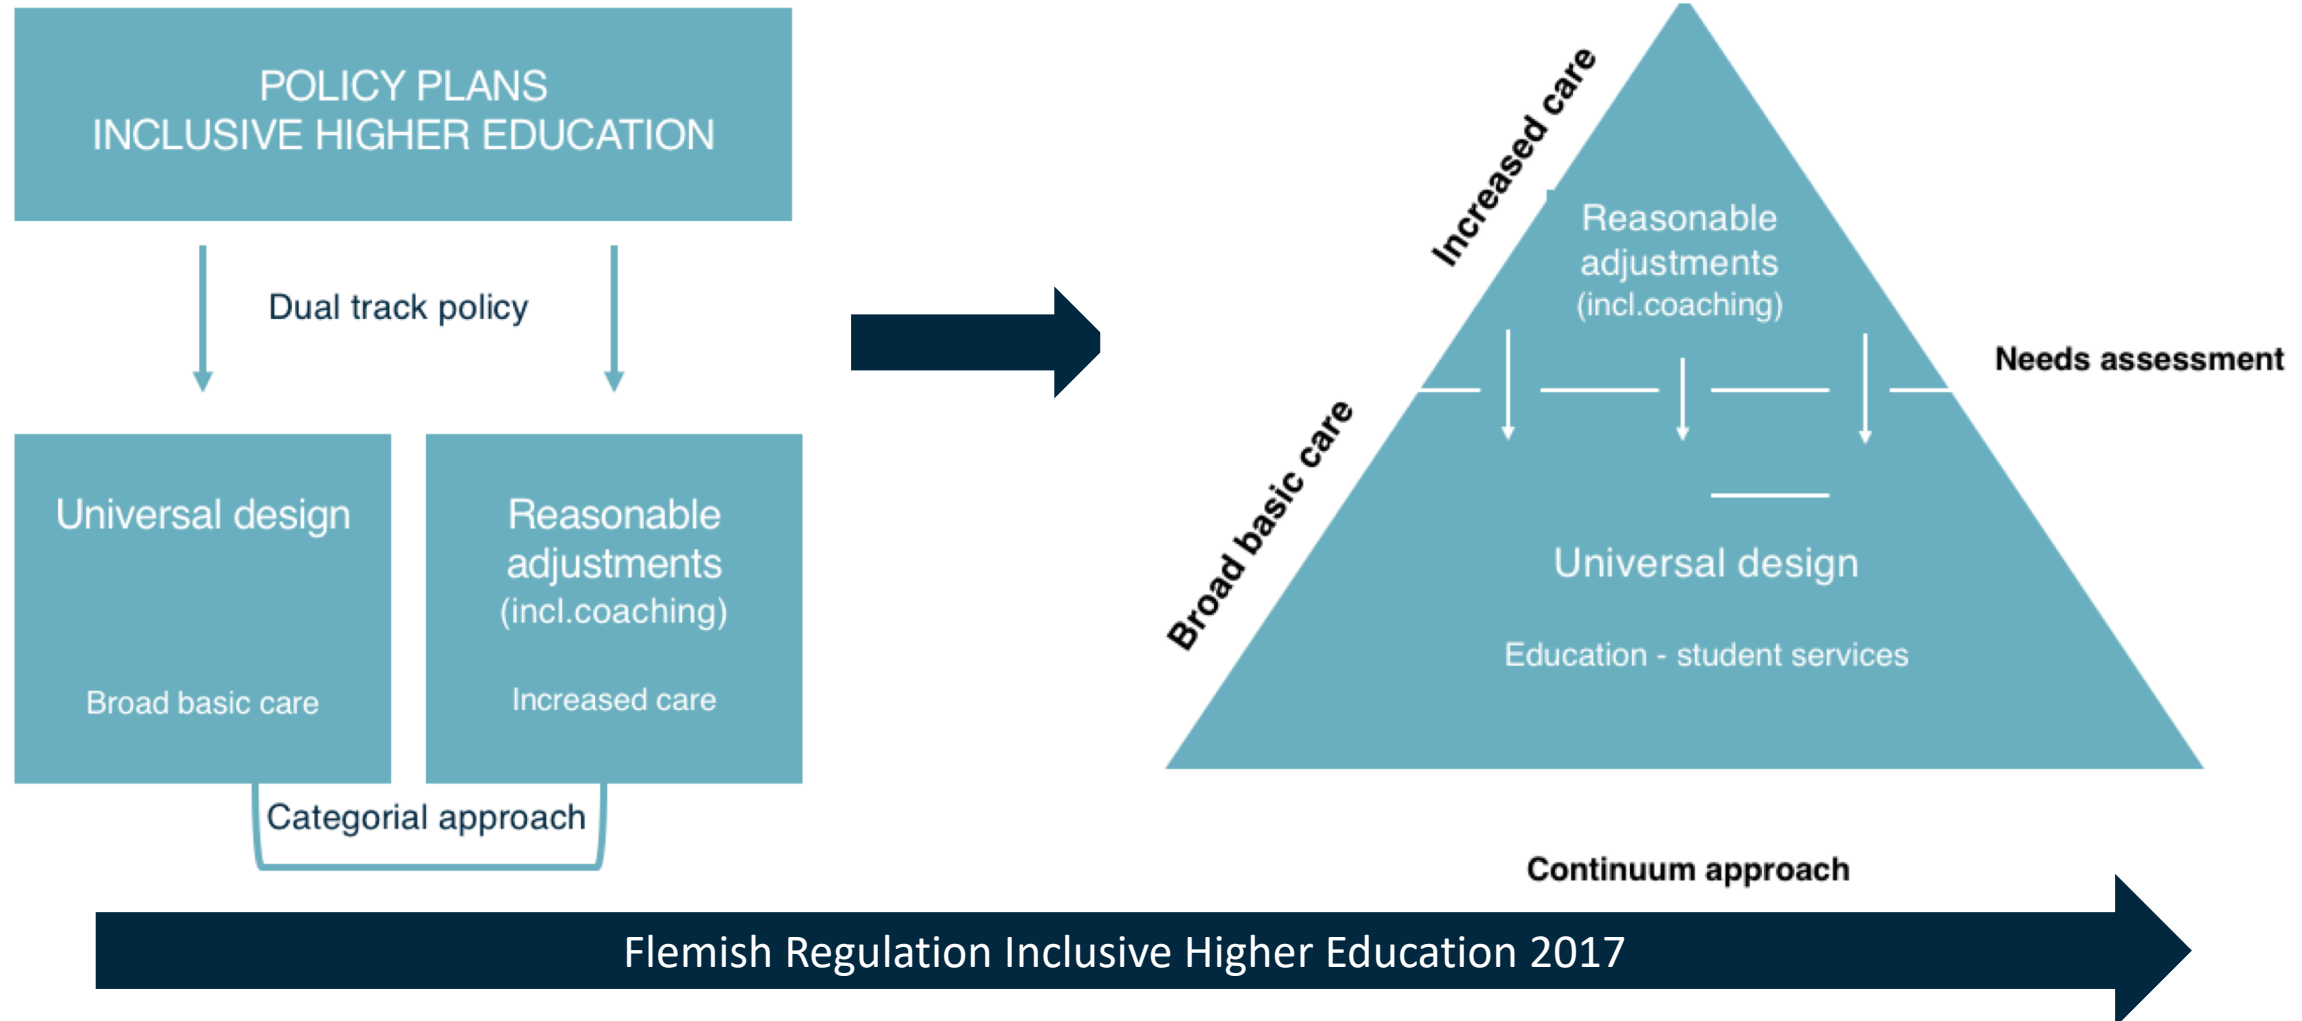 POLICY PLANS
INCLUSIVE HIGHER EDUCATION
Dual track policy
Universal design
Broad basic care
Reasonable
adjustments
(incl.coaching)
Increased care
Categorial approach
Increased care
Broad basic care
Reasonable
adjustments
(incl.coaching)
Needs assessment
Universal design
Education - student services
Continuum approach
Flemish Regulation Inclusive Higher Education 2017